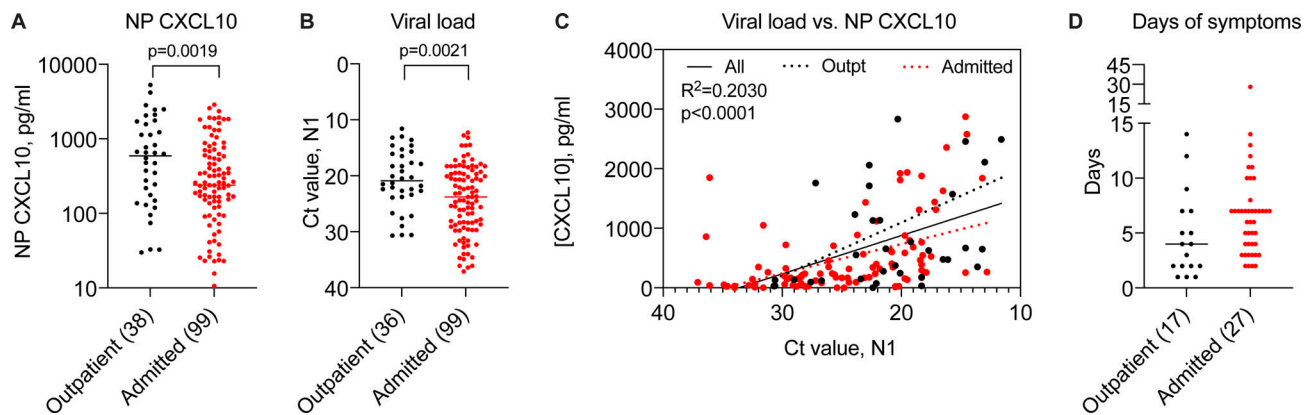 A
NP CXCL10
p=0.0019
NP CXCL10, pg/ml
10000
1000
100
10
Outpatient (38)
Admitted (99)
B
Viral load
p=0.0021
Ct value, N1
0
10
20
30
40
Outpatient (36)
Admitted (99)
C
Viral load vs. NP CXCL10
[CXCL10], pg/ml
4000
3000
2000
1000
0
All
Outpt
Admitted
R²=0.2030
p<0.0001
40
30
20
10
Ct value, N1
D
Days of symptoms
Days
45
30
15
15
10
5
0
Outpatient (17)
Admitted (27)